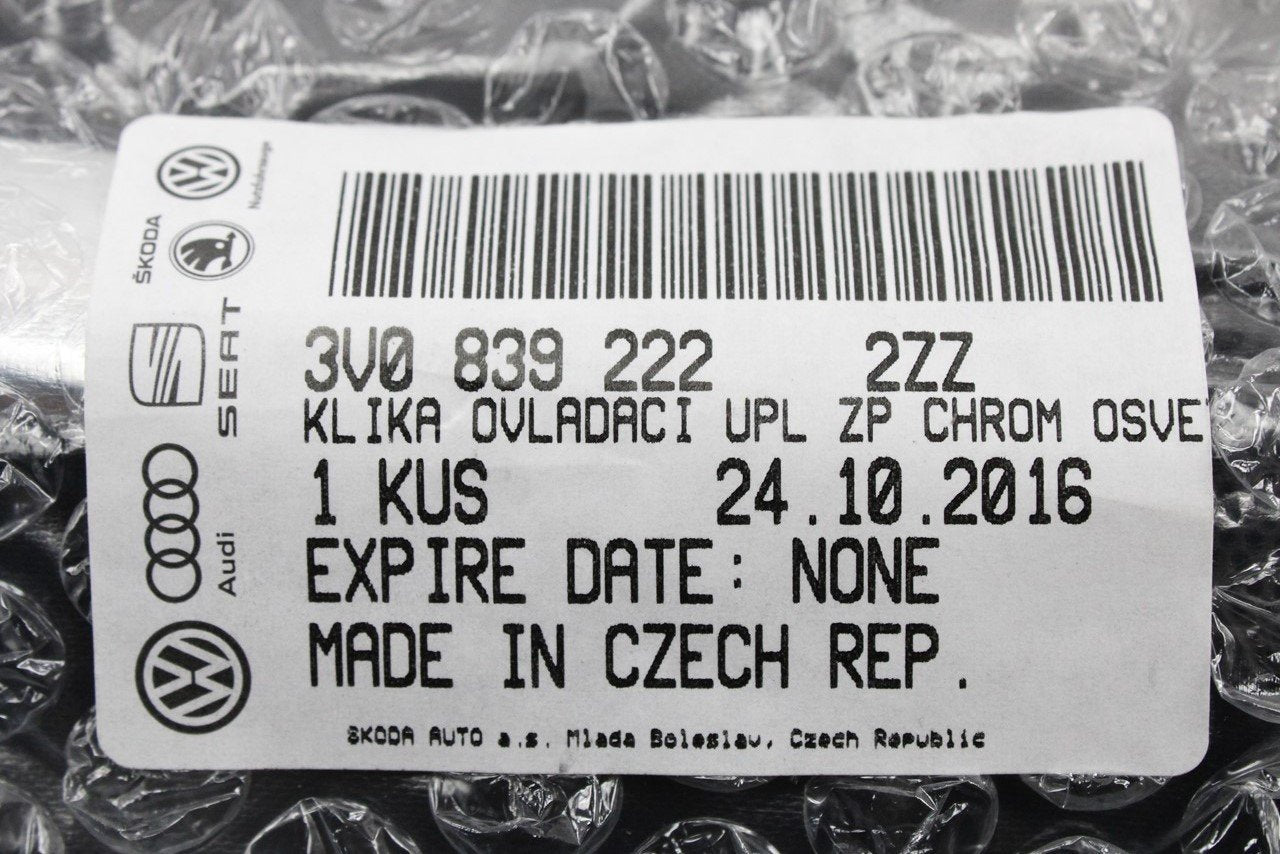 3V0 839 222 2ZZ
KLIKA OVLADACI UPL ZP CHROM OSVE
1 KUS 24.10.2016
EXPIRE DATE: NONE
MADE IN CZECH REP.
SKODA AUTO a.s. Mlada Boleslav, Czech Republic
Nutzfahrzeuge
ŠKODA
SEAT
Audi